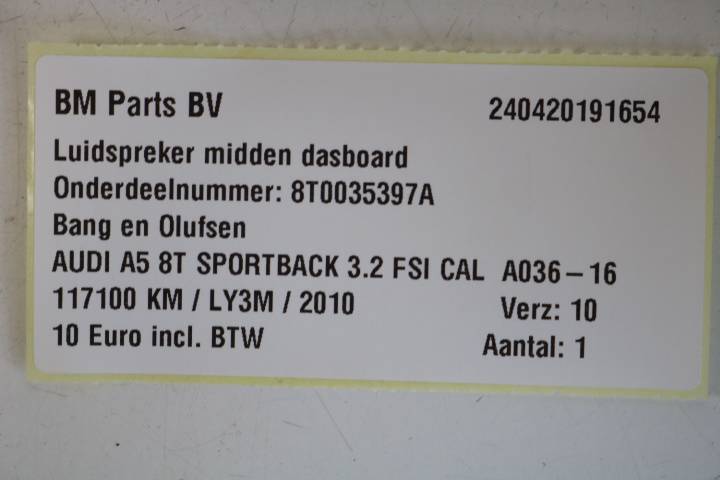 BM Parts BV 240420191654
Luidspreker midden dasboard
Onderdeelnummer: 8T0035397A
Bang en Olufsen
AUDI A5 8T SPORTBACK 3.2 FSI CAL A036-16
117100 KM / LY3M / 2010 Verz: 10
10 Euro incl. BTW Aantal: 1